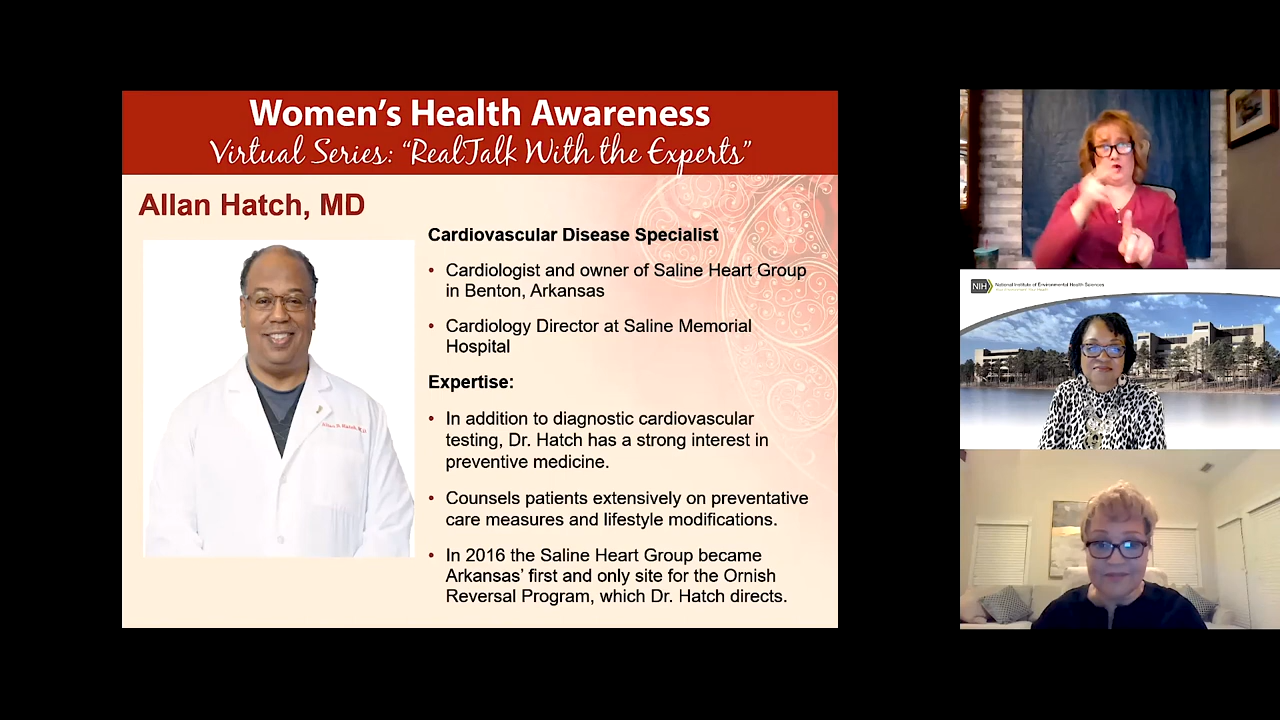 Women's Health Awareness
Virtual Series: "RealTalk With the Experts"
Allan Hatch, MD
Cardiovascular Disease Specialist
• Cardiologist and owner of Saline Heart Group
in Benton, Arkansas
• Cardiology Director at Saline Memorial
Hospital
Expertise:
• In addition to diagnostic cardiovascular
testing, Dr. Hatch has a strong interest in
preventive medicine.
• Counsels patients extensively on preventative
care measures and lifestyle modifications.
• In 2016 the Saline Heart Group became
Arkansas' first and only site for the Ornish
Reversal Program, which Dr. Hatch directs.
NIH
National Institute of Environmental Health Sciences